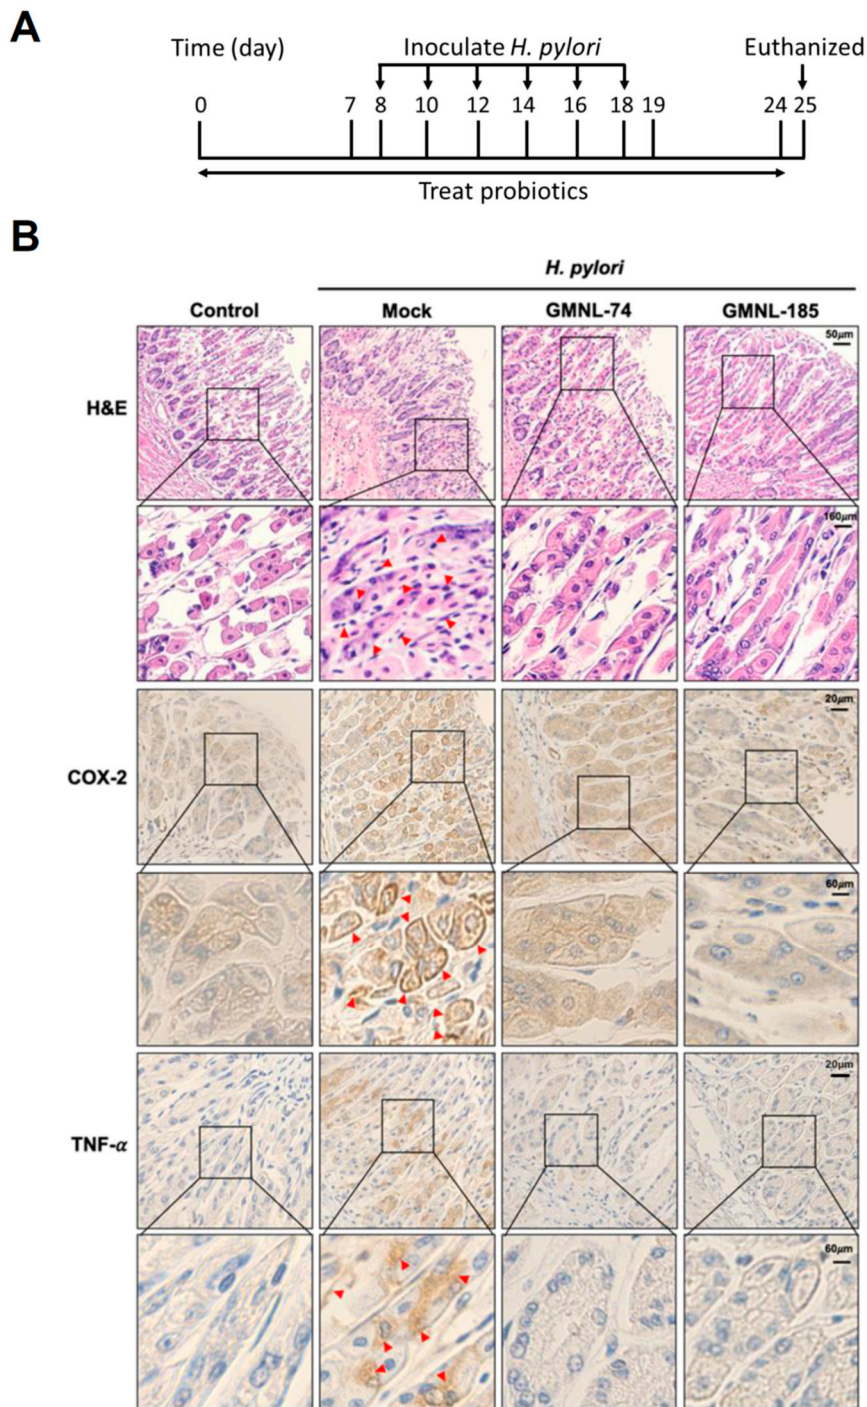 A
Time (day)
Inoculate H. pylori
Euthanized
0 7 8 10 12 14 16 18 19 24 25
Treat probiotics
B
H. pylori
Control Mock GMNL-74 GMNL-185
H&E
50μm
160μm
COX-2
20μm
60μm
TNF-α
20μm
60μm